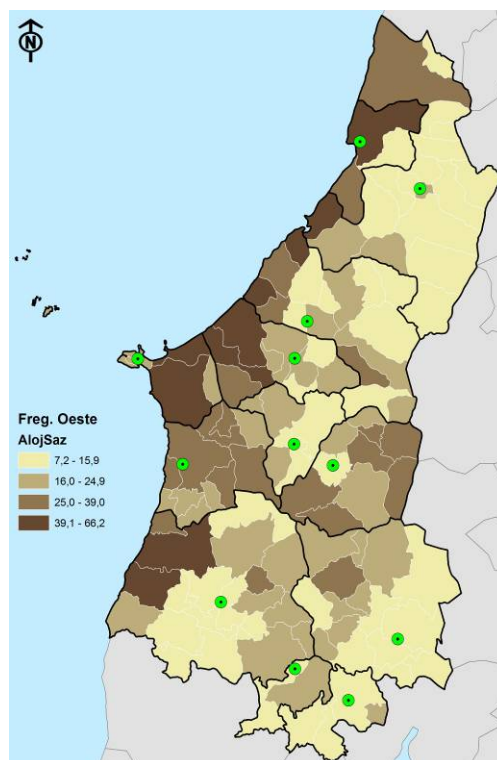 N
Freg. Oeste
AlojSaz
7,2 - 15,9
16,0 - 24,9
25,0 - 39,0
39,1 - 66,2